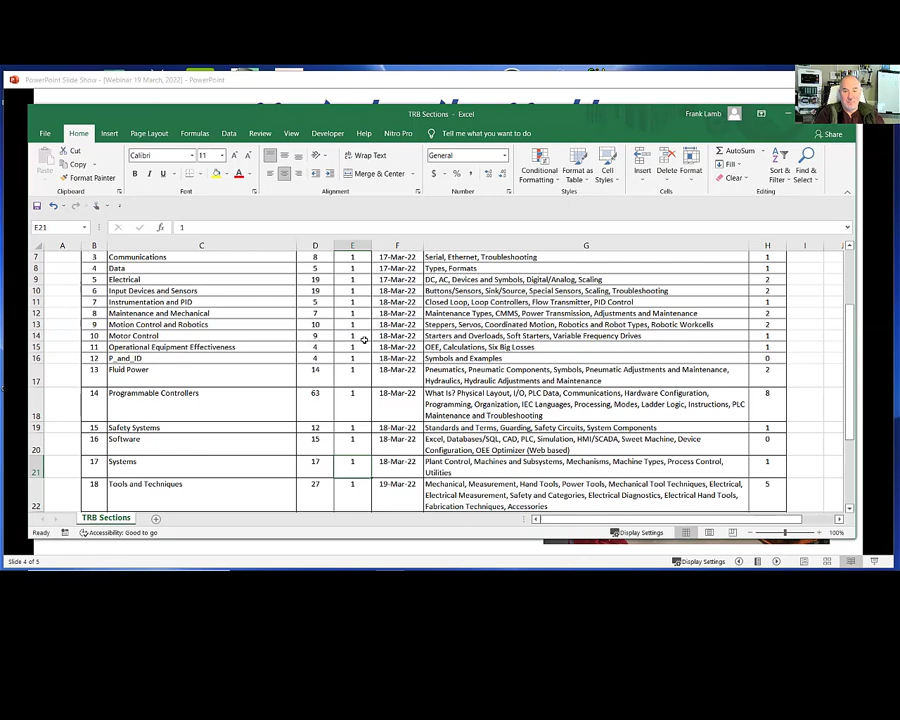 PowerPoint Slide Show - [Webinar 19 March, 2022] - PowerPoint
TRB Sections - Excel
Frank Lamb
File Home Insert Page Layout Formulas Data Review View Developer Help Nitro Pro Tell me what you want to do Share
Paste
Cut
Copy
Format Painter
Clipboard
Calibri 11
B I U
Font
Wrap Text
Merge & Center
Alignment
General
$ % ,
Number
Conditional Formatting
Format as Table
Cell Styles
Styles
Insert Delete Format
Cells
AutoSum
Fill
Clear
Sort & Filter
Find & Select
Editing
E21 fx 1
A B C D E F G H I J
7 3 Communications 8 1 17-Mar-22 Serial, Ethernet, Troubleshooting 1
8 4 Data 5 1 17-Mar-22 Types, Formats 1
9 5 Electrical 19 1 17-Mar-22 DC, AC, Devices and Symbols, Digital/Analog, Scaling 2
10 6 Input Devices and Sensors 19 1 18-Mar-22 Buttons/Sensors, Sink/Source, Special Sensors, Scaling, Troubleshooting 2
11 7 Instrumentation and PID 5 1 18-Mar-22 Closed Loop, Loop Controllers, Flow Transmitter, PID Control 1
12 8 Maintenance and Mechanical 7 1 18-Mar-22 Maintenance Types, CMMS, Power Transmission, Adjustments and Maintenance 2
13 9 Motion Control and Robotics 10 1 18-Mar-22 Steppers, Servos, Coordinated Motion, Robotics and Robot Types, Robotic Workcells 2
14 10 Motor Control 9 1 18-Mar-22 Starters and Overloads, Soft Starters, Variable Frequency Drives 1
15 11 Operational Equipment Effectiveness 4 1 18-Mar-22 OEE, Calculations, Six Big Losses 1
16 12 P_and_ID 4 1 18-Mar-22 Symbols and Examples 0
13 Fluid Power 14 1 18-Mar-22 Pneumatics, Pneumatic Components, Symbols, Pneumatic Adjustments and Maintenance, 2
17 Hydraulics, Hydraulic Adjustments and Maintenance
14 Programmable Controllers 63 1 18-Mar-22 What Is? Physical Layout, I/O, PLC Data, Communications, Hardware Configuration, 8
Programming, Organization, IEC Languages, Processing, Modes, Ladder Logic, Instructions, PLC
18 Maintenance and Troubleshooting
19 15 Safety Systems 12 1 18-Mar-22 Standards and Terms, Guarding, Safety Circuits, System Components 1
16 Software 15 1 18-Mar-22 Excel, Databases/SQL, CAD, PLC, Simulation, HMI/SCADA, Sweet Machine, Device 0
20 Configuration, OEE Optimizer (Web based)
17 Systems 17 1 18-Mar-22 Plant Control, Machines and Subsystems, Mechanisms, Machine Types, Process Control, 1
21 Utilities
18 Tools and Techniques 27 1 19-Mar-22 Mechanical, Measurement, Hand Tools, Power Tools, Mechanical Tool Techniques, Electrical, 5
Electrical Measurement, Safety and Categories, Electrical Diagnostics, Electrical Hand Tools,
22 Fabrication Techniques, Accessories
TRB Sections
Ready Accessibility: Good to go Display Settings 100%
Slide 4 of 5 Display Settings